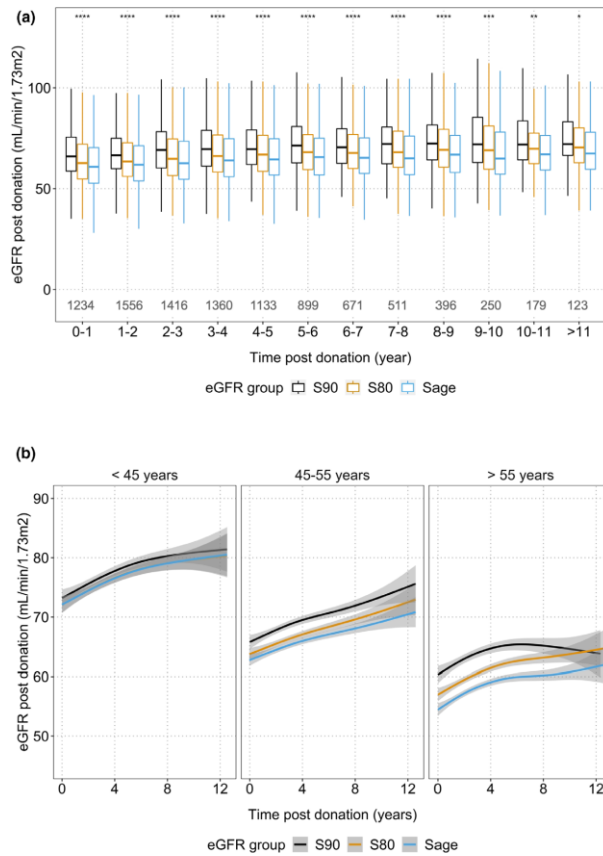 (a)
**** **** **** **** **** **** **** **** **** *** ** *
eGFR post donation (mL/min/1.73m2)
100
50
0
1234 1556 1416 1360 1133 899 671 511 396 250 179 123
0-1 1-2 2-3 3-4 4-5 5-6 6-7 7-8 8-9 9-10 10-11 >11
Time post donation (year)
eGFR group S90 S80 Sage
(b)
< 45 years 45-55 years > 55 years
eGFR post donation (mL/min/1.73m2)
90
80
70
60
50
0 4 8 12 0 4 8 12 0 4 8 12
Time post donation (years)
eGFR group S90 S80 Sage